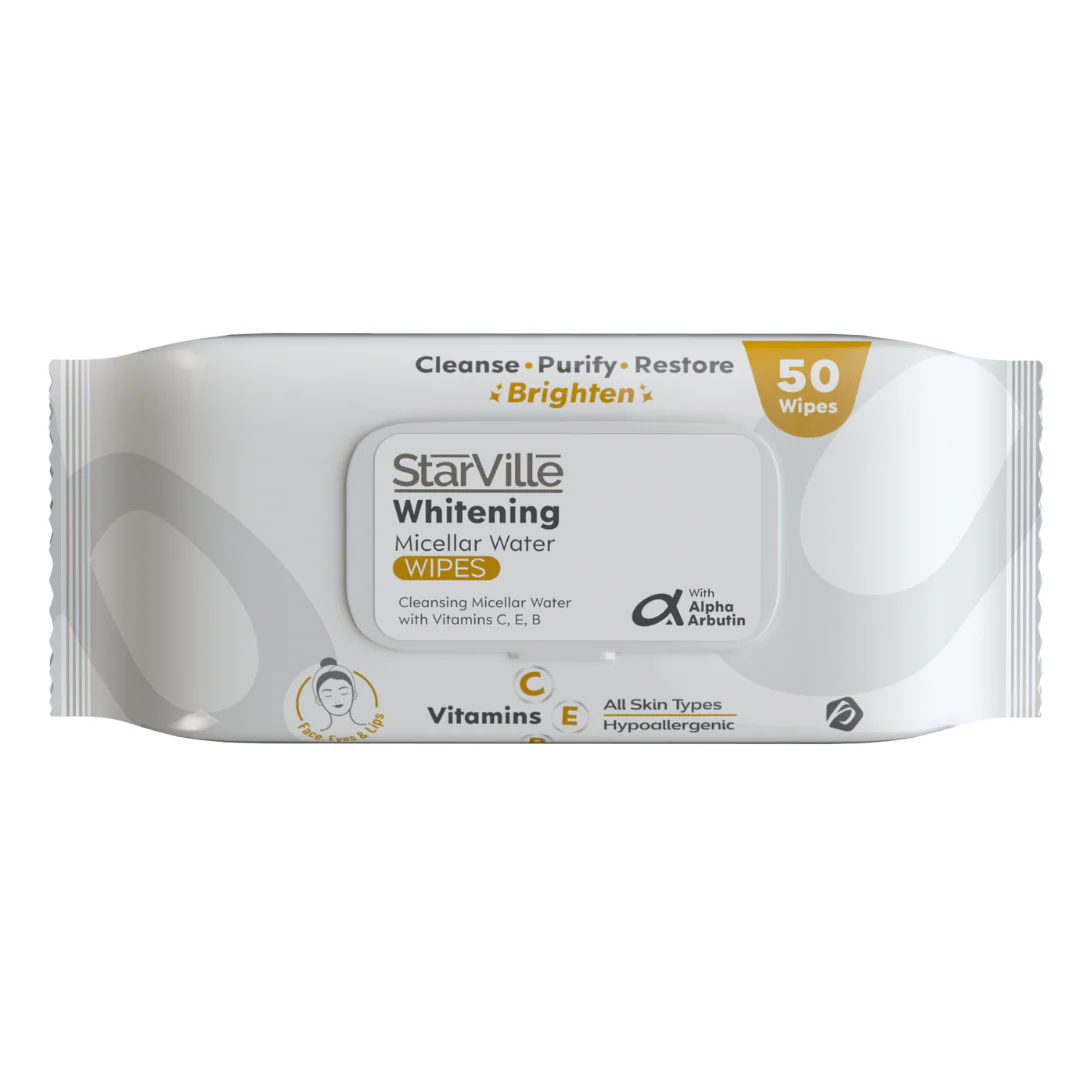 Cleanse • Purify • Restore
Brighten
50
Wipes
StarVille
Whitening
Micellar Water
WIPES
Cleansing Micellar Water
with Vitamins C, E, B
With
Alpha
Arbutin
Face, Eyes & Lips
Vitamins
C
E
B
All Skin Types
Hypoallergenic